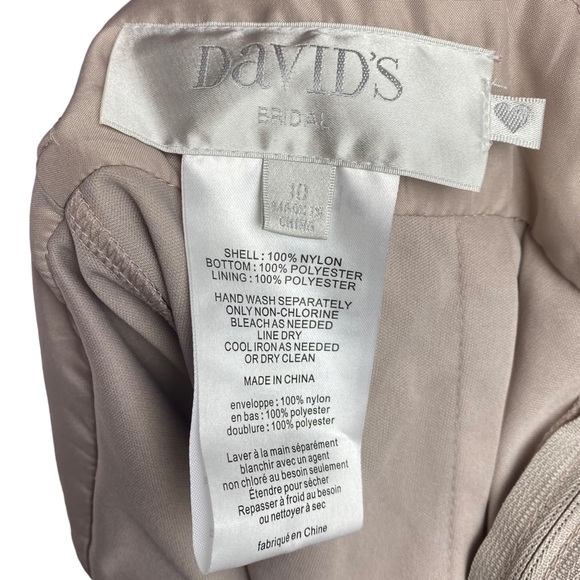 DaVID'S
BRIDAL
10
MADE IN
CHINA
SHELL : 100% NYLON
BOTTOM : 100% POLYESTER
LINING : 100% POLYESTER
HAND WASH SEPARATELY
ONLY NON-CHLORINE
BLEACH AS NEEDED
LINE DRY
COOL IRON AS NEEDED
OR DRY CLEAN
MADE IN CHINA
enveloppe : 100% nylon
en bas : 100% polyester
doublure : 100% polyester
Laver à la main séparément
blanchir avec un agent
non chloré au besoin seulement
Étendre pour sécher
Repasser à froid au besoin
ou nettoyer à sec
fabriqué en Chine